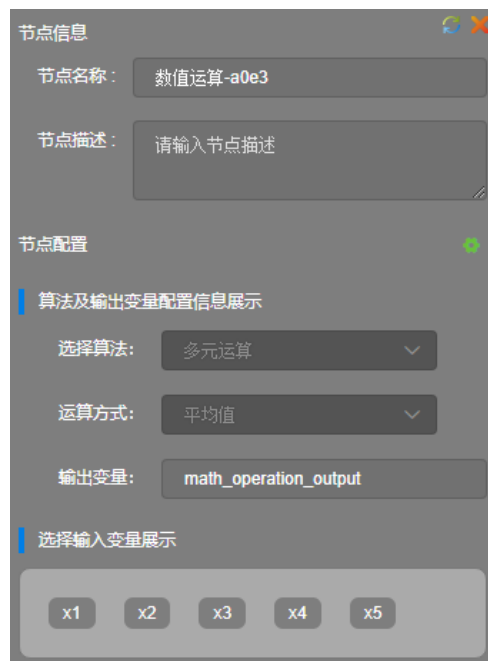 节点信息
节点名称： 数值运算-a0e3
节点描述： 请输入节点描述
节点配置
算法及输出变量配置信息展示
选择算法： 多元运算
运算方式： 平均值
输出变量： math_operation_output
选择输入变量展示
x1 x2 x3 x4 x5